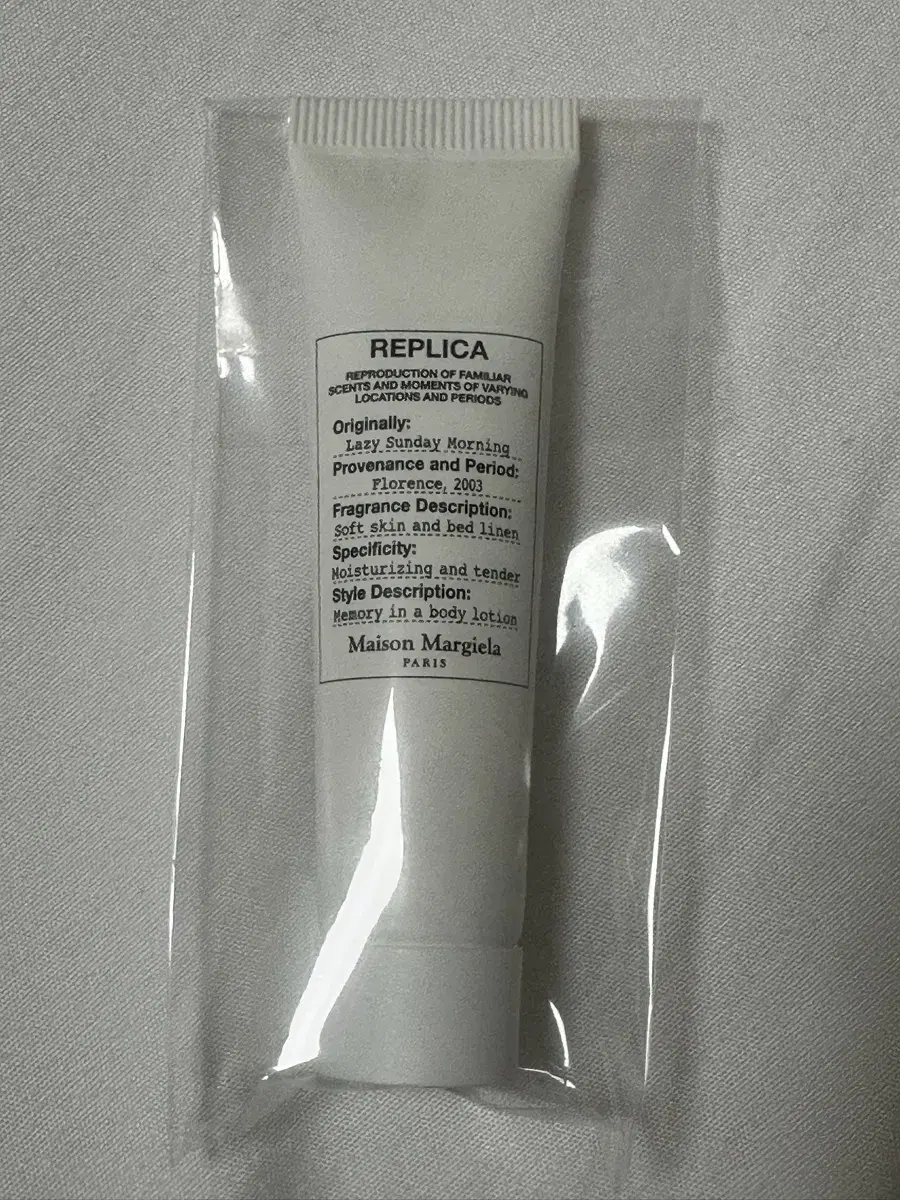 REPLICA
REPRODUCTION OF FAMILIAR
SCENTS AND MOMENTS OF VARYING
LOCATIONS AND PERIODS
Originally:
Lazy Sunday Morning
Provenance and Period:
Florence, 2003
Fragrance Description:
Soft skin and bed linen
Specificity:
Moisturizing and tender
Style Description:
Memory in a body lotion
Maison Margiela
PARIS